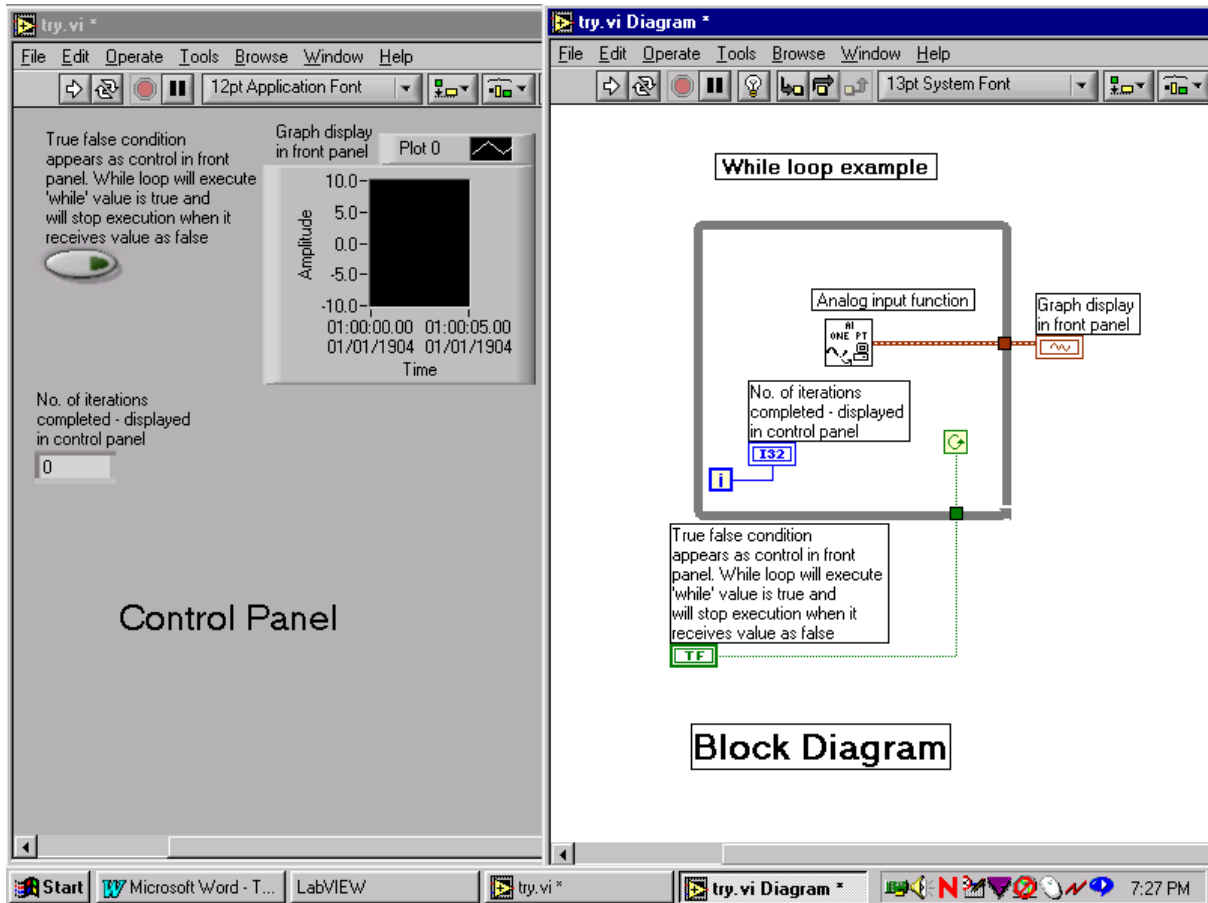 try.vi *
File Edit Operate Tools Browse Window Help
12pt Application Font
True false condition
appears as control in front
panel. While loop will execute
'while' value is true and
will stop execution when it
receives value as false
Graph display
in front panel
Plot 0
10.0
5.0
0.0
-5.0
-10.0
Amplitude
01:00:00.00 01:00:05.00
01/01/1904 01/01/1904
Time
No. of iterations
completed - displayed
in control panel
0
Control Panel
try.vi Diagram *
File Edit Operate Tools Browse Window Help
13pt System Font
While loop example
Analog input function
AI
ONE PT
Graph display
in front panel
No. of iterations
completed - displayed
in control panel
I32
i
True false condition
appears as control in front
panel. While loop will execute
'while' value is true and
will stop execution when it
receives value as false
TF
Block Diagram
Start
Microsoft Word - T...
LabVIEW
try.vi *
try.vi Diagram *
N
7:27 PM